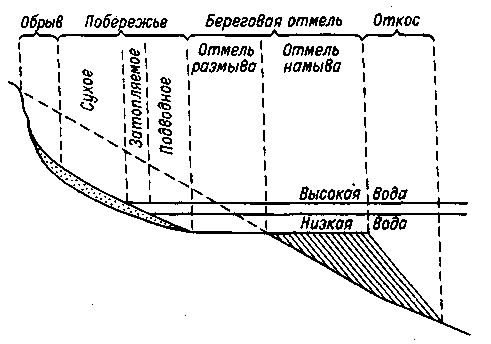 Обрыв Побережье Береговая отмель Откос
Сухое
Затопляемое
Подводное
Отмель
размыва
Отмель
намыва
Высокая вода
Низкая вода